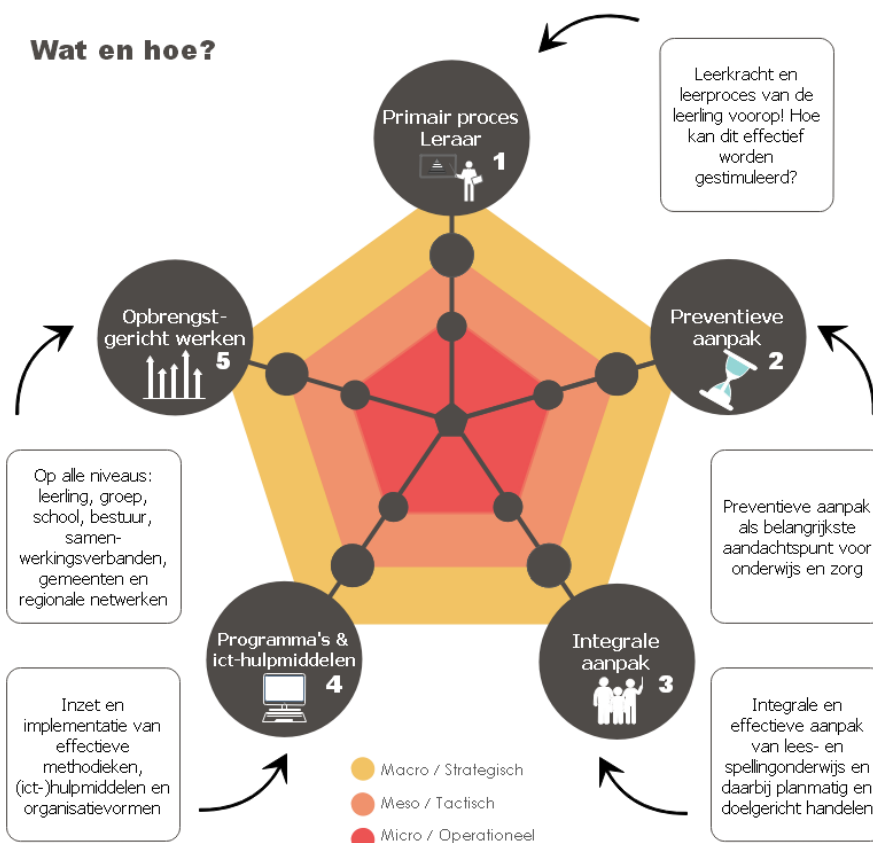 Wat en hoe?
Primair proces
Leraar
1
Leerkracht en
leerproces van de
leerling voorop! Hoe
kan dit effectief
worden
gestimuleerd?
Preventieve
aanpak
2
Preventieve aanpak
als belangrijkste
aandachtspunt voor
onderwijs en zorg
Integrale
aanpak
3
Integrale en
effectieve aanpak
van lees- en
spellingonderwijs en
daarbij planmatig en
doelgericht handelen
Programma's &
ict-hulpmiddelen
4
Inzet en
implementatie van
effectieve
methodieken,
(ict-)hulpmiddelen en
organisatievormen
Opbrengst-
gericht werken
5
Op alle niveaus:
leerling, groep,
school, bestuur,
samen-
werkingsverbanden,
gemeenten en
regionale netwerken
Macro / Strategisch
Meso / Tactisch
Micro / Operationeel